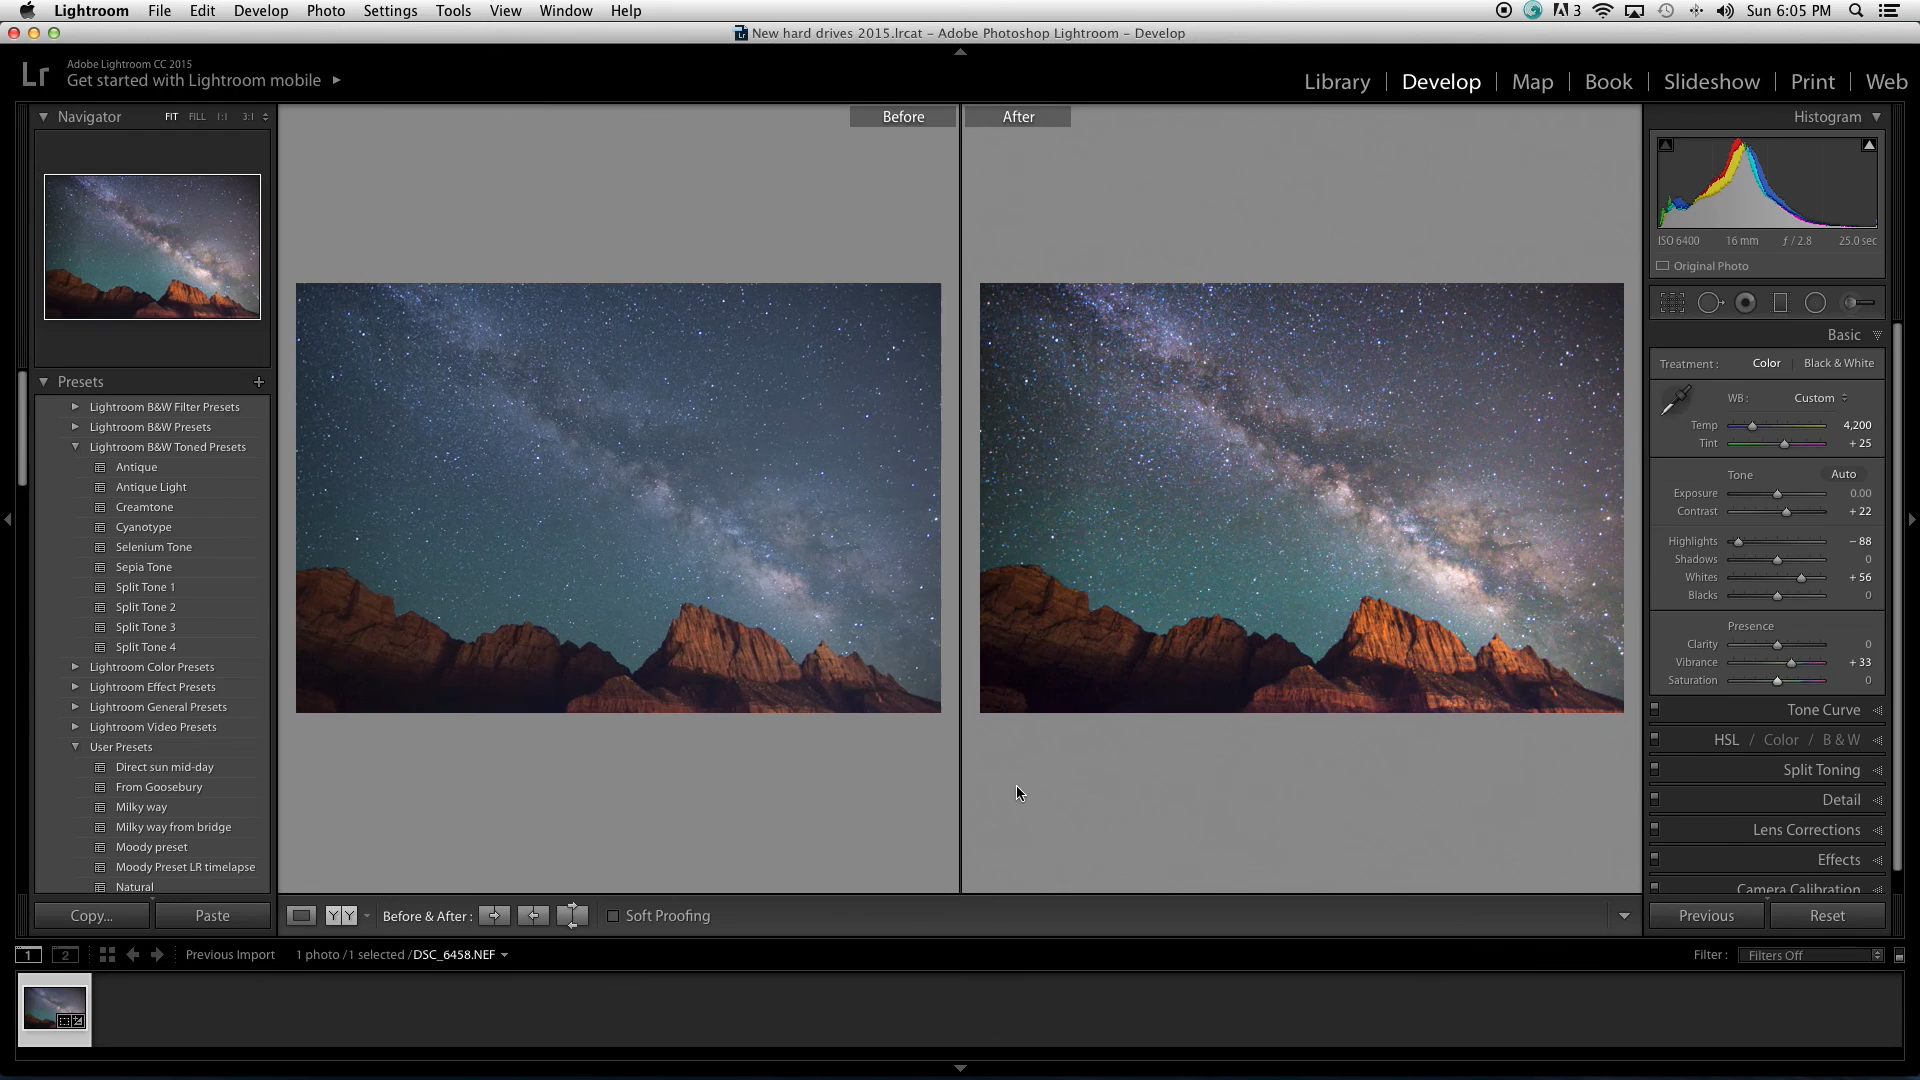 Lightroom File Edit Develop Photo Settings Tools View Window Help 3 Sun 6:05 PM
New hard drives 2015.lrcat – Adobe Photoshop Lightroom – Develop
Lr
Adobe Lightroom CC 2015
Get started with Lightroom mobile
Library Develop Map Book Slideshow Print Web
Navigator FIT FILL 1:1 3:1
Before After
Histogram
ISO 6400 16 mm ƒ / 2.8 25.0 sec
Original Photo
Presets +
Lightroom B&W Filter Presets
Lightroom B&W Presets
Lightroom B&W Toned Presets
Antique
Antique Light
Creamtone
Cyanotype
Selenium Tone
Sepia Tone
Split Tone 1
Split Tone 2
Split Tone 3
Split Tone 4
Lightroom Color Presets
Lightroom Effect Presets
Lightroom General Presets
Lightroom Video Presets
User Presets
Direct sun mid-day
From Goosebury
Milky way
Milky way from bridge
Moody preset
Moody Preset LR timelapse
Natural
Copy... Paste
Basic
Treatment : Color Black & White
WB : Custom
Temp 4,200
Tint + 25
Tone Auto
Exposure 0.00
Contrast + 22
Highlights – 88
Shadows 0
Whites + 56
Blacks 0
Presence
Clarity 0
Vibrance + 33
Saturation 0
Tone Curve
HSL / Color / B & W
Split Toning
Detail
Lens Corrections
Effects
Camera Calibration
Previous Reset
YY Before & After : Soft Proofing
1 2 Previous Import 1 photo / 1 selected / DSC_6458.NEF
Filter : Filters Off